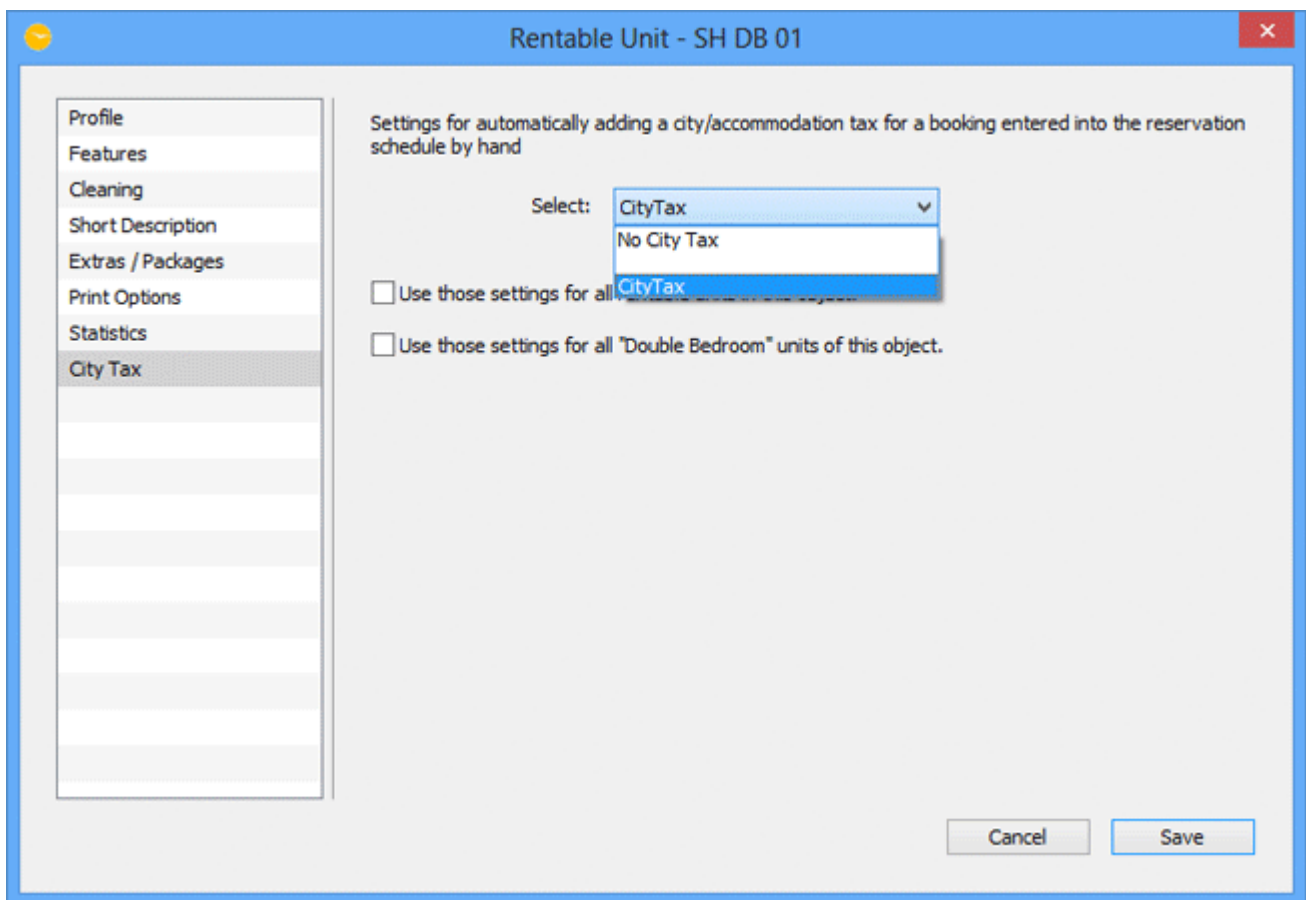 Rentable Unit - SH DB 01
Profile
Features
Cleaning
Short Description
Extras / Packages
Print Options
Statistics
City Tax
Settings for automatically adding a city/accommodation tax for a booking entered into the reservation
schedule by hand
Select: CityTax
No City Tax
CityTax
Use those settings for all
Use those settings for all "Double Bedroom" units of this object.
Cancel Save